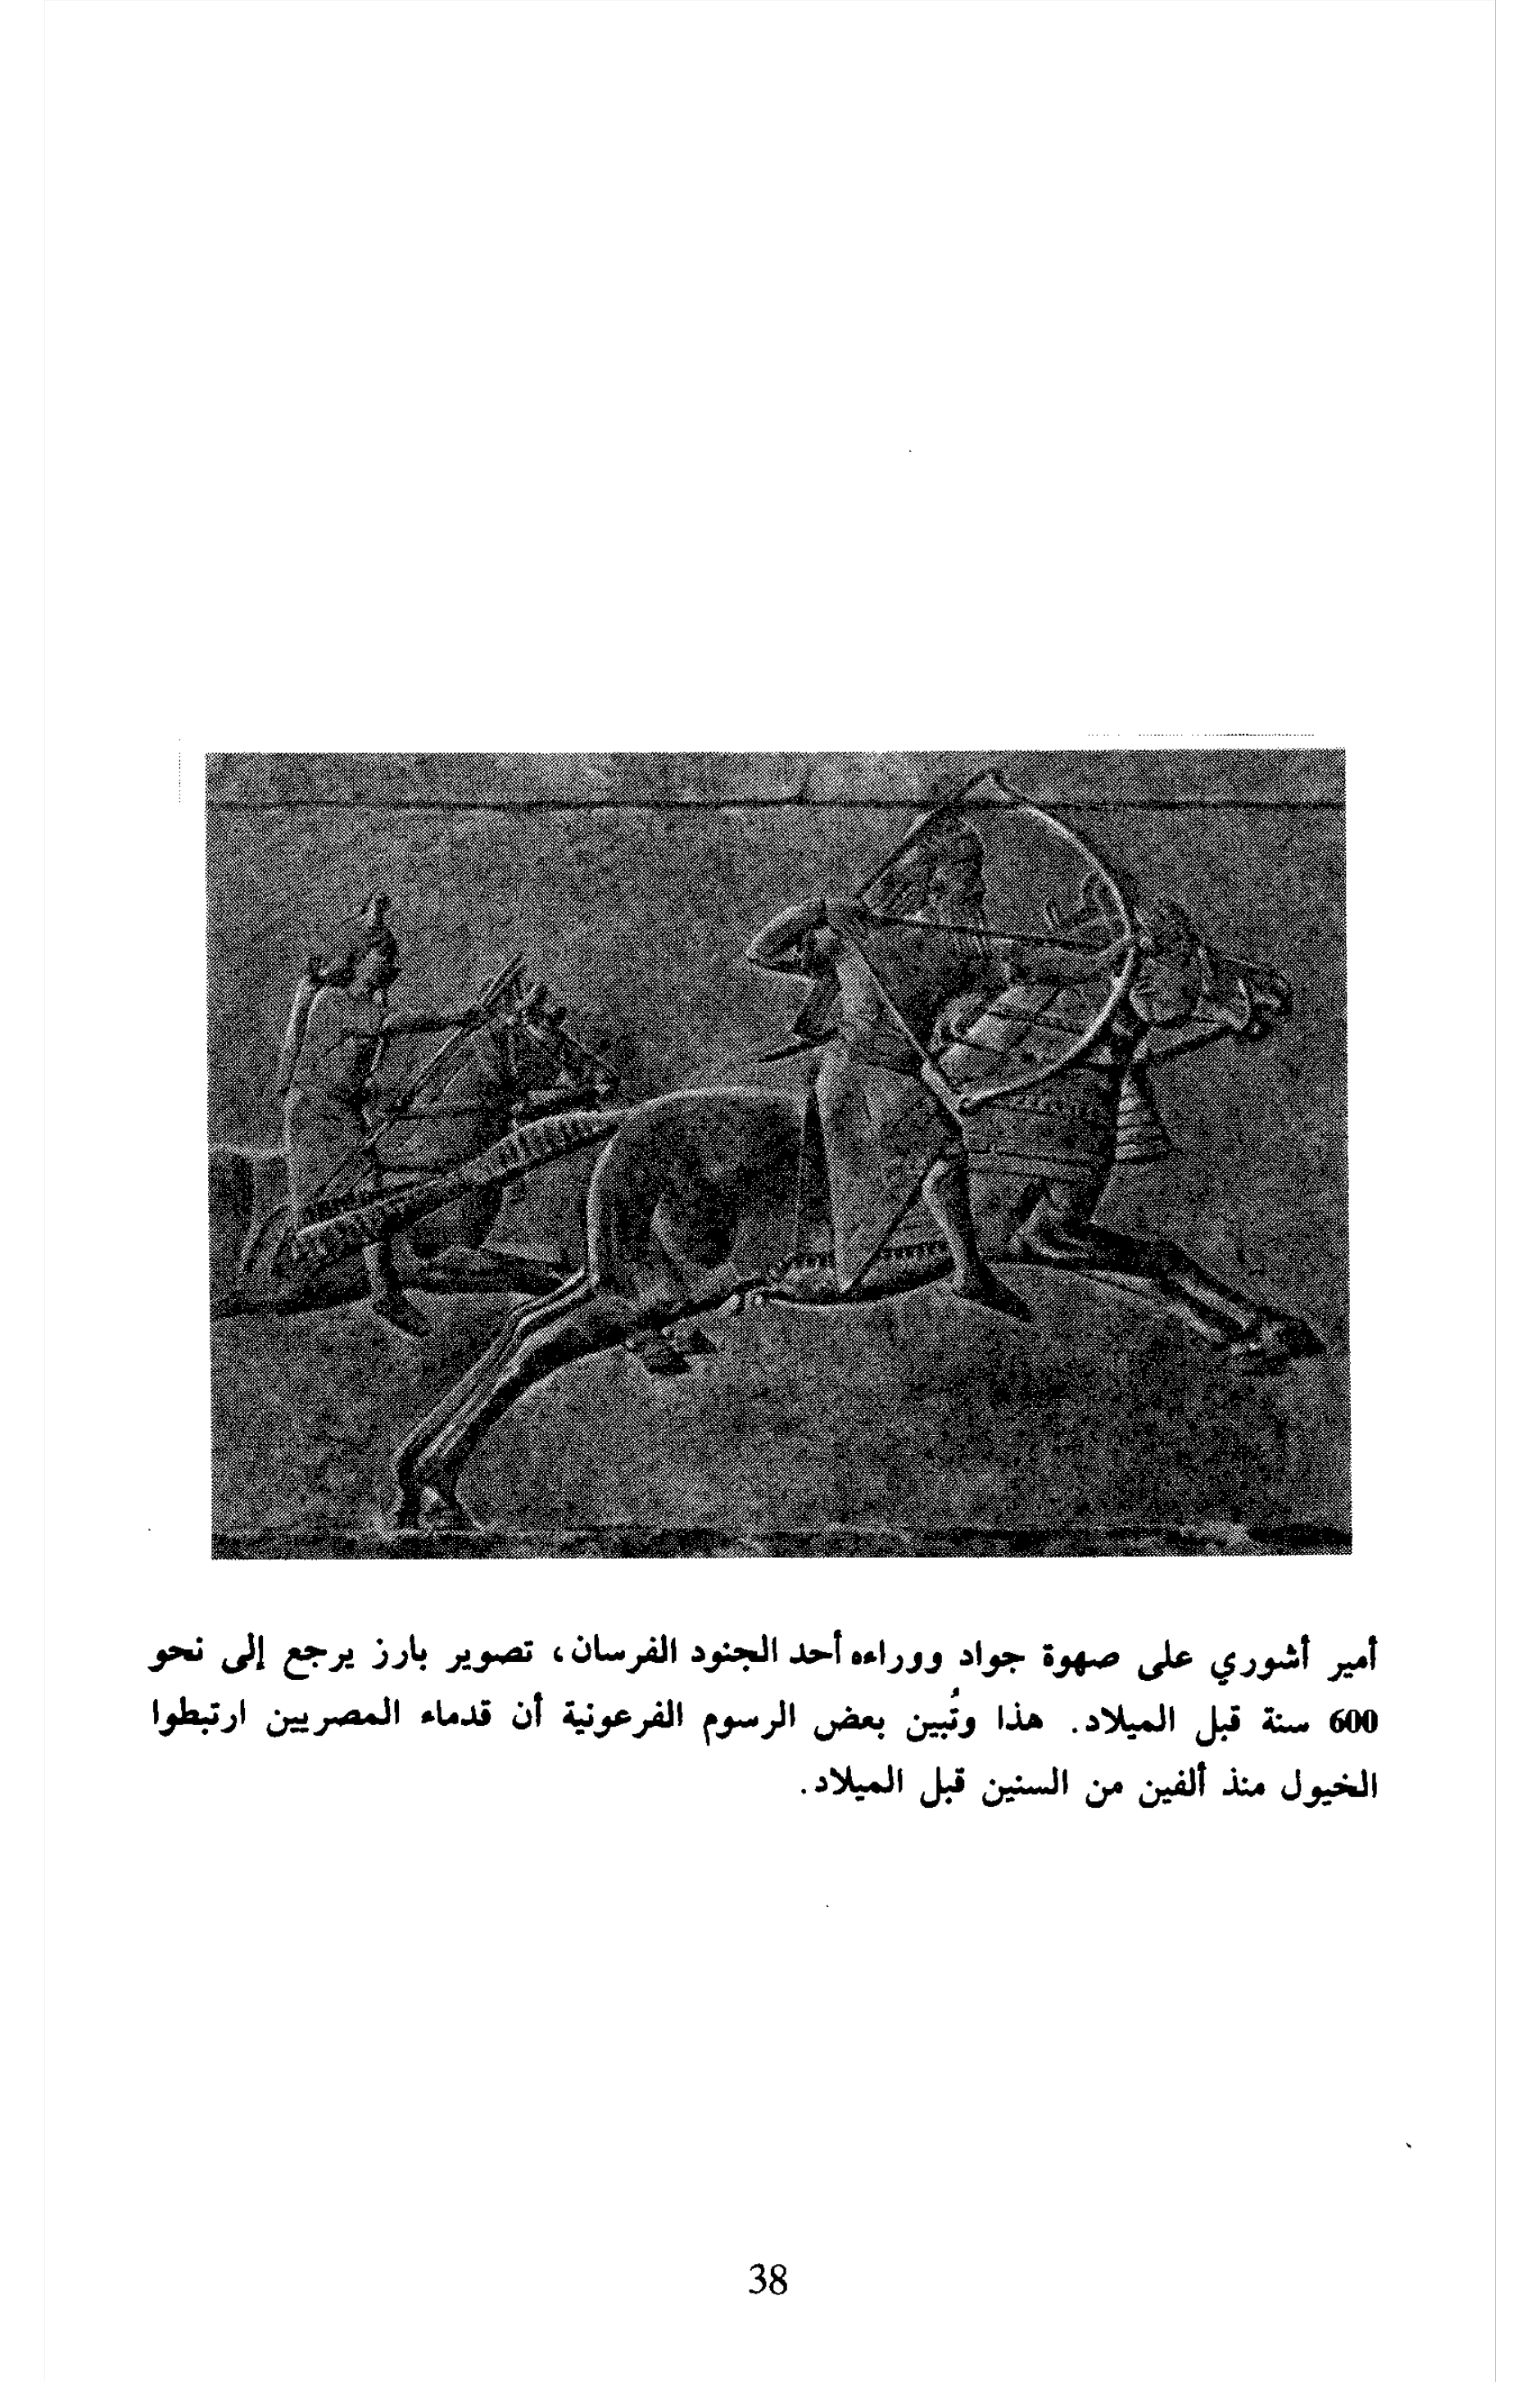 أمير أشوري على صهوة جواد ووراءه أحد الجنود الفرسان، تصوير بارز يرجع إلى نحو
600 سنة قبل الميلاد. هذا وتُبين بعض الرسوم الفرعونية أن قدماء المصريين ارتبطوا
الخيول منذ ألفين من السنين قبل الميلاد.
38